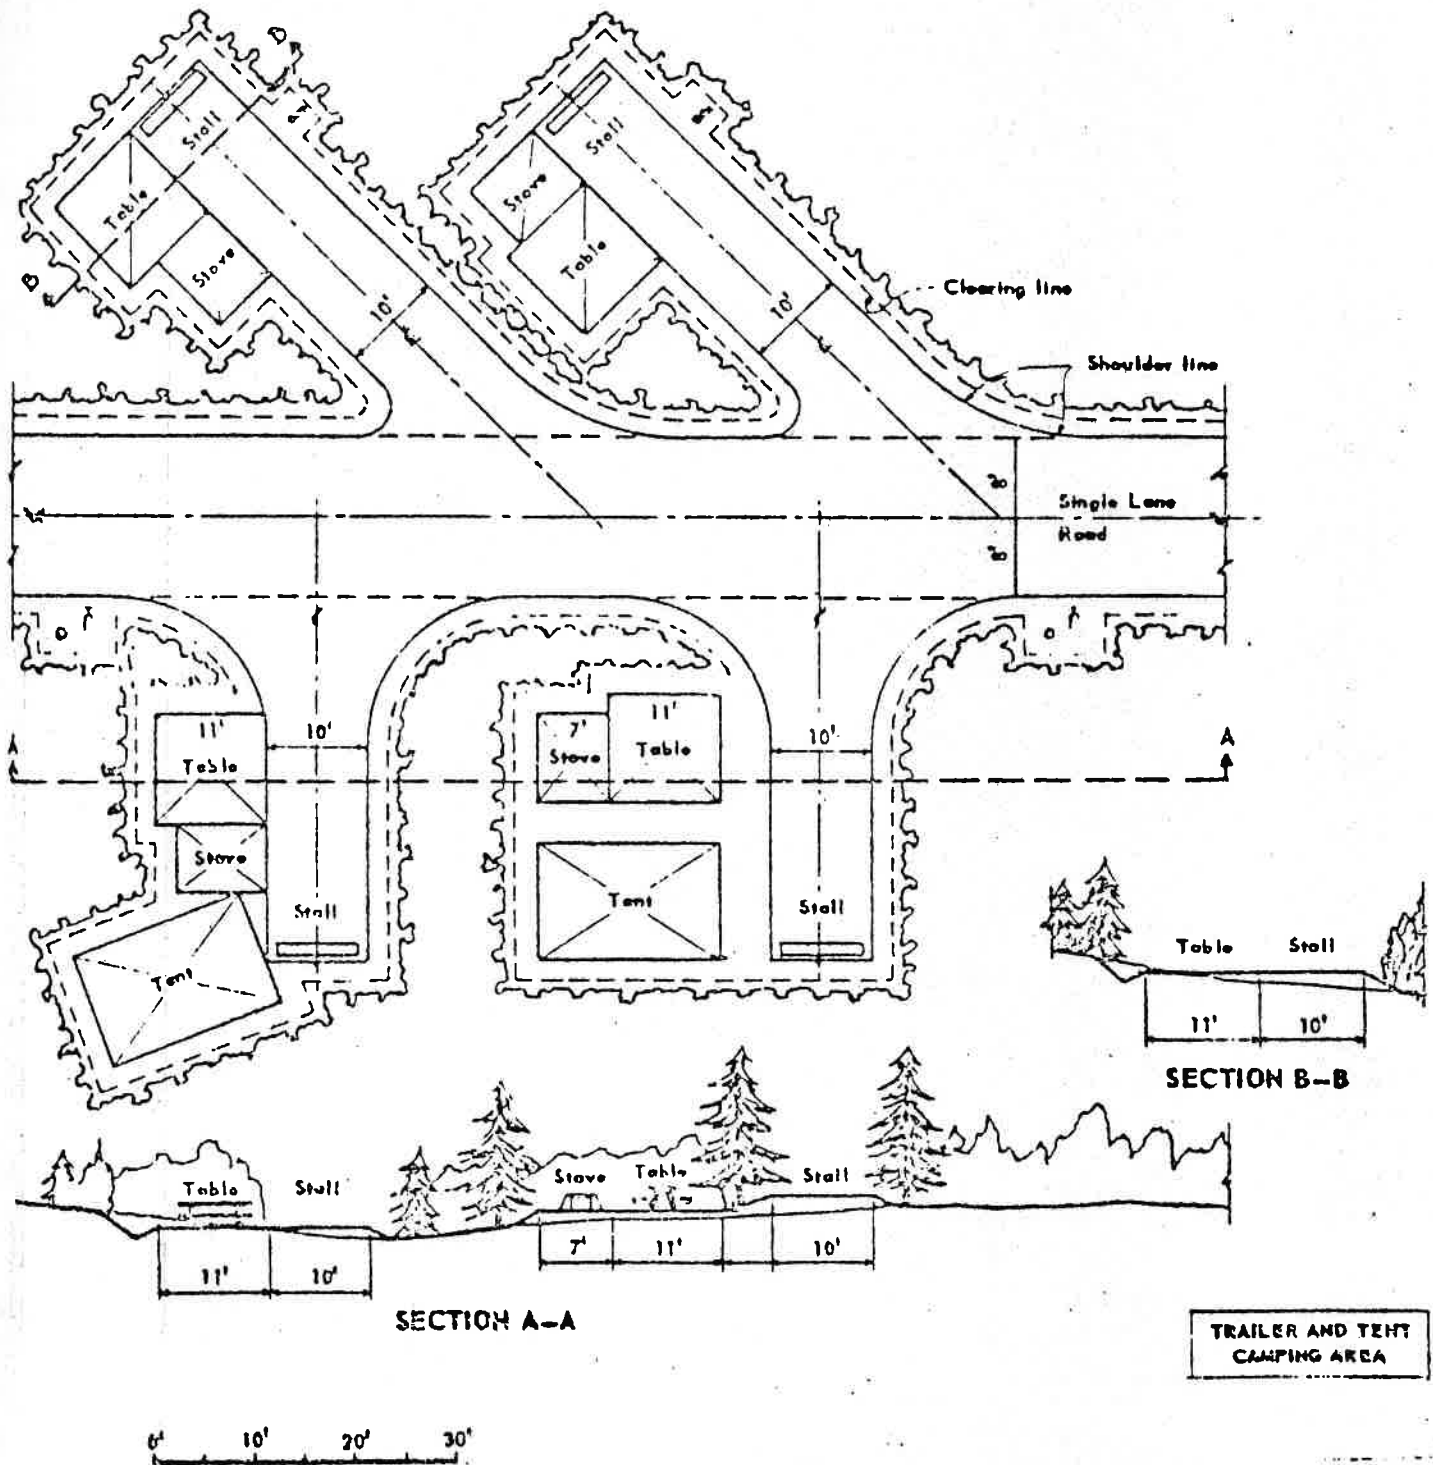 B
Stall
Table
Stove
B
10'
Stall
Stove
Table
10'
Clearing line
Shoulder line
Single Lane
Road
11'
Table
10'
Stove
Stall
Tent
7'
Stove
11'
Table
10'
Tent
Stall
A
A
Table
Stall
11'
10'
SECTION B-B
Table
Stall
Stove
Table
Stall
11'
10'
7'
11'
10'
SECTION A-A
TRAILER AND TENT
CAMPING AREA
0' 10' 20' 30'